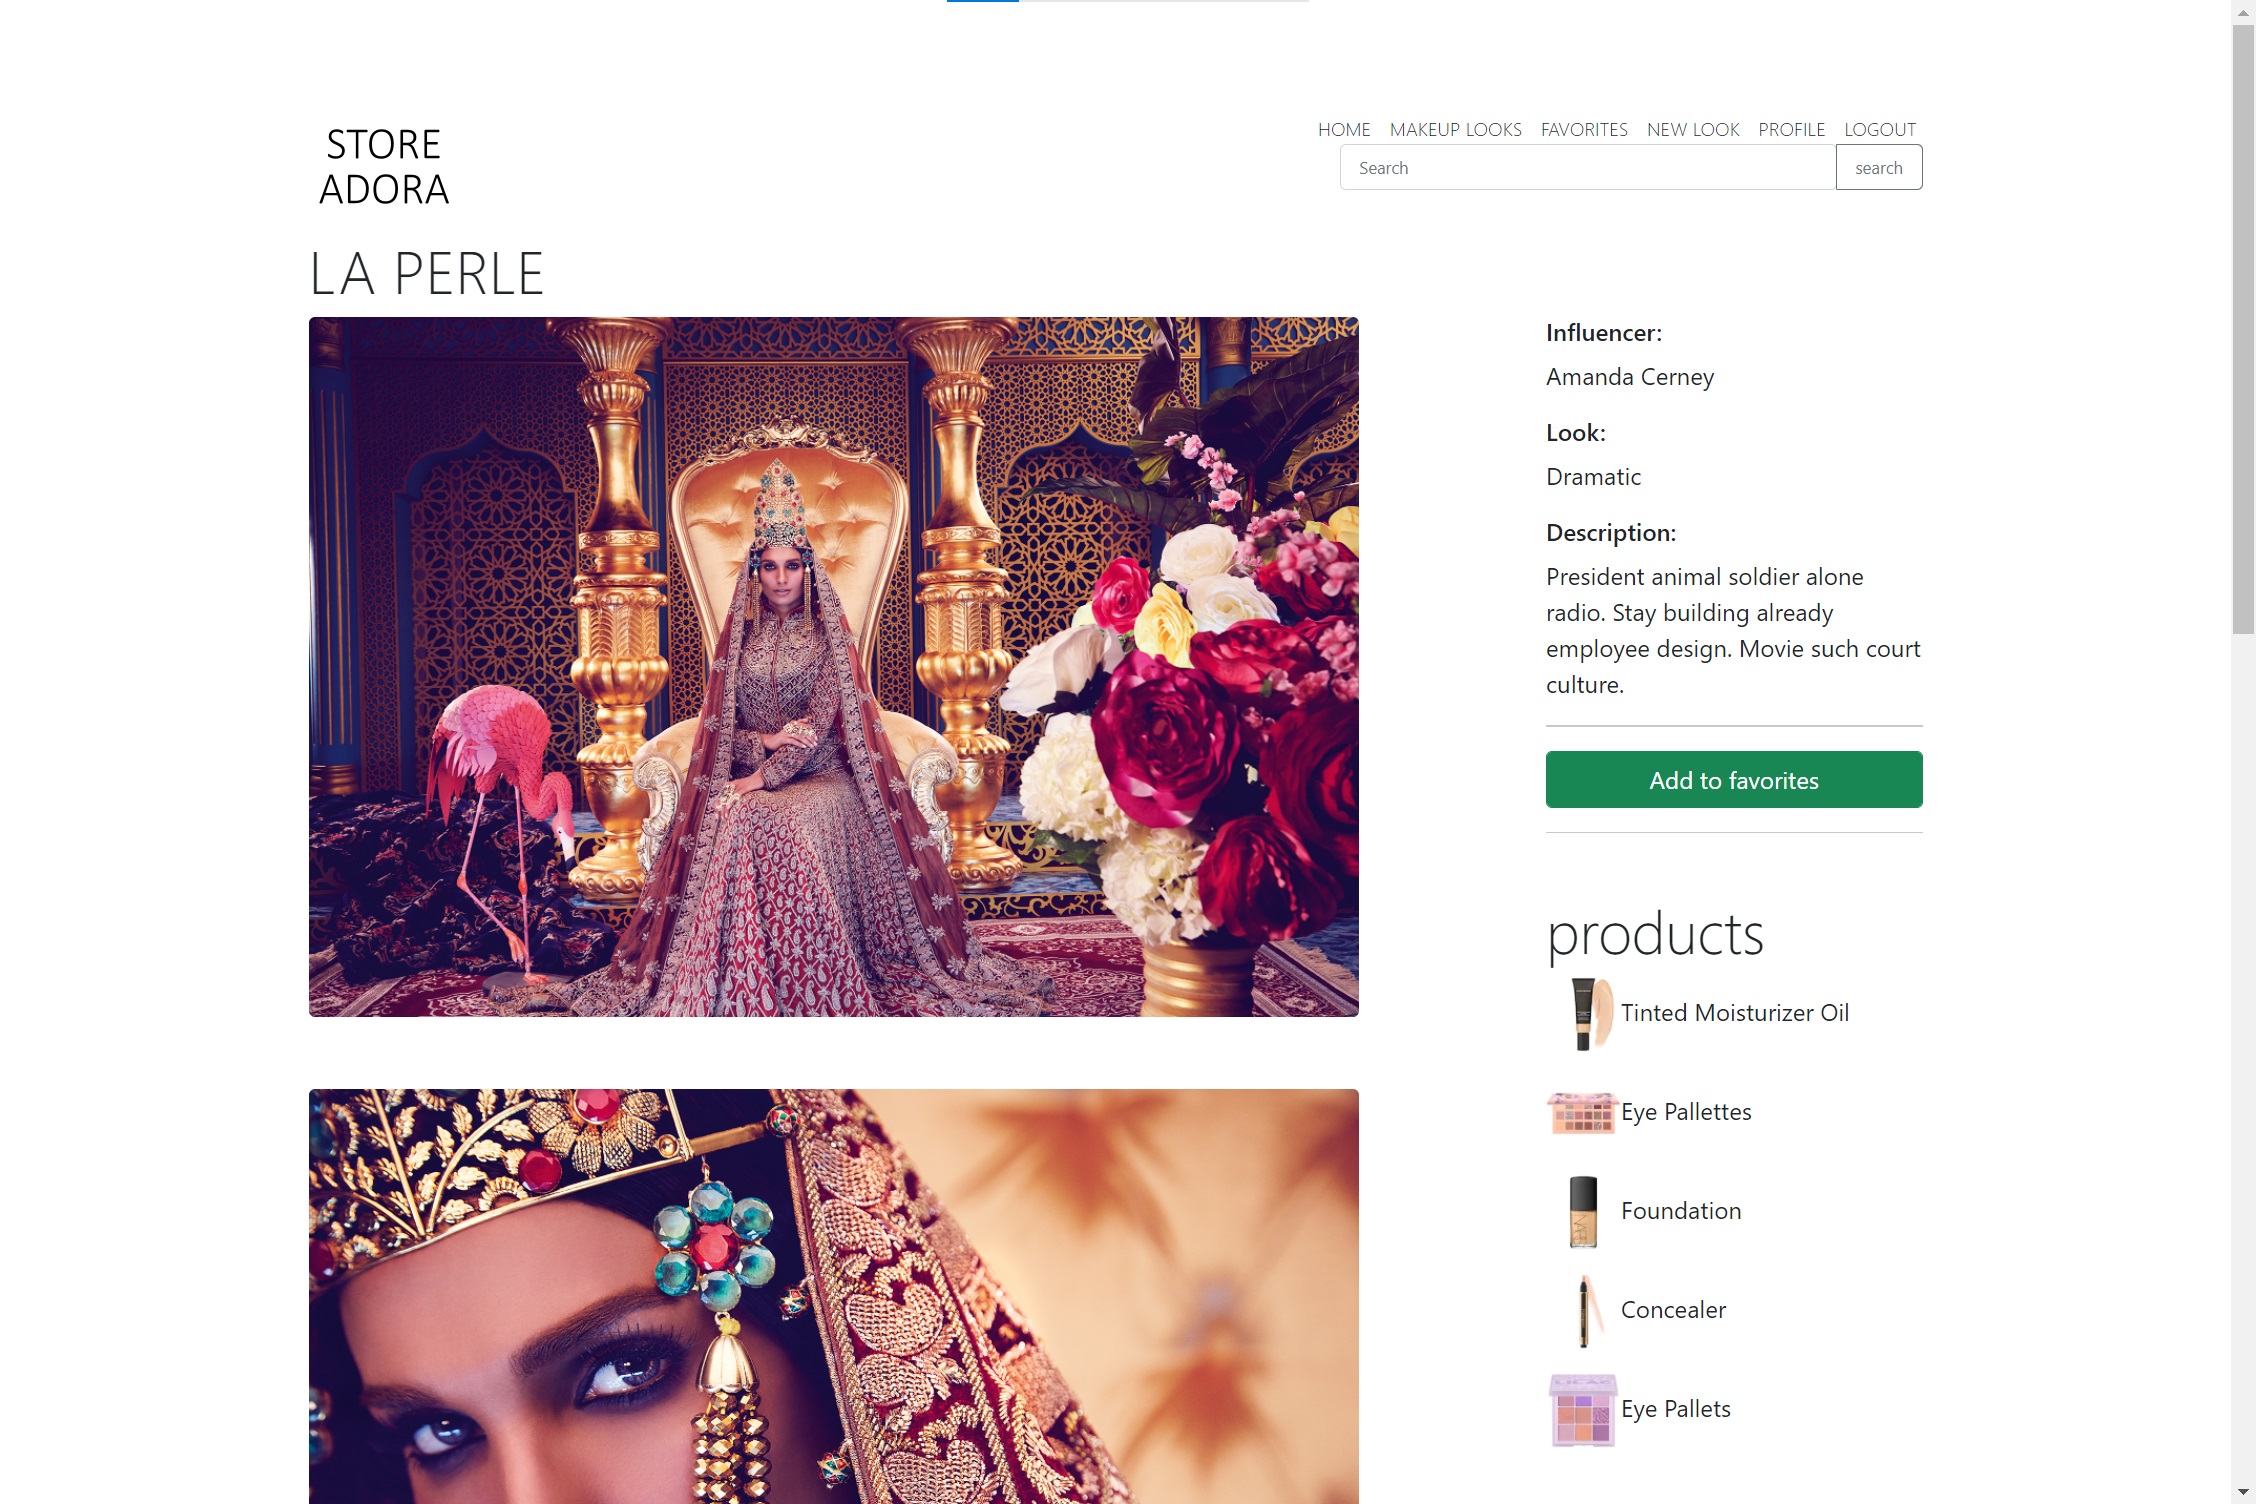 STORE
ADORA
HOME MAKEUP LOOKS FAVORITES NEW LOOK PROFILE LOGOUT
Search search
LA PERLE
Influencer:
Amanda Cerney
Look:
Dramatic
Description:
President animal soldier alone
radio. Stay building already
employee design. Movie such court
culture.
Add to favorites
products
Tinted Moisturizer Oil
Eye Pallettes
Foundation
NARS
Concealer
Eye Pallets